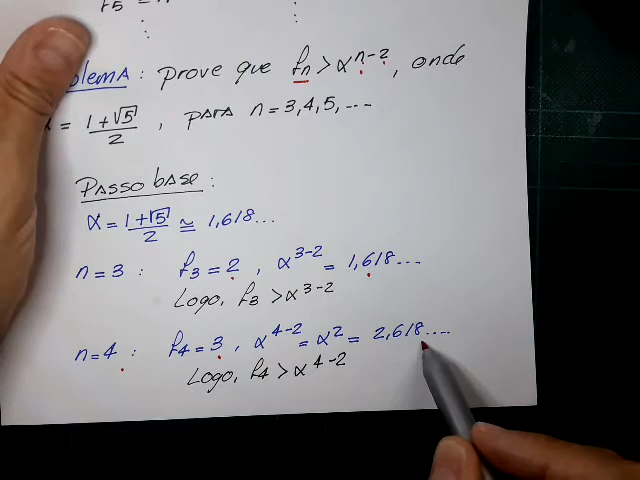 Prove que fn > α^n-2, onde
= 1+√5/2, para n=3,4,5,...
Passo base:
α = 1+√5/2 ≅ 1,618...
n=3: f3=2, α^3-2 = 1,618...
Logo, f3 > α^3-2
n=4: f4=3, α^4-2 = α^2 = 2,618....
Logo, f4 > α^4-2